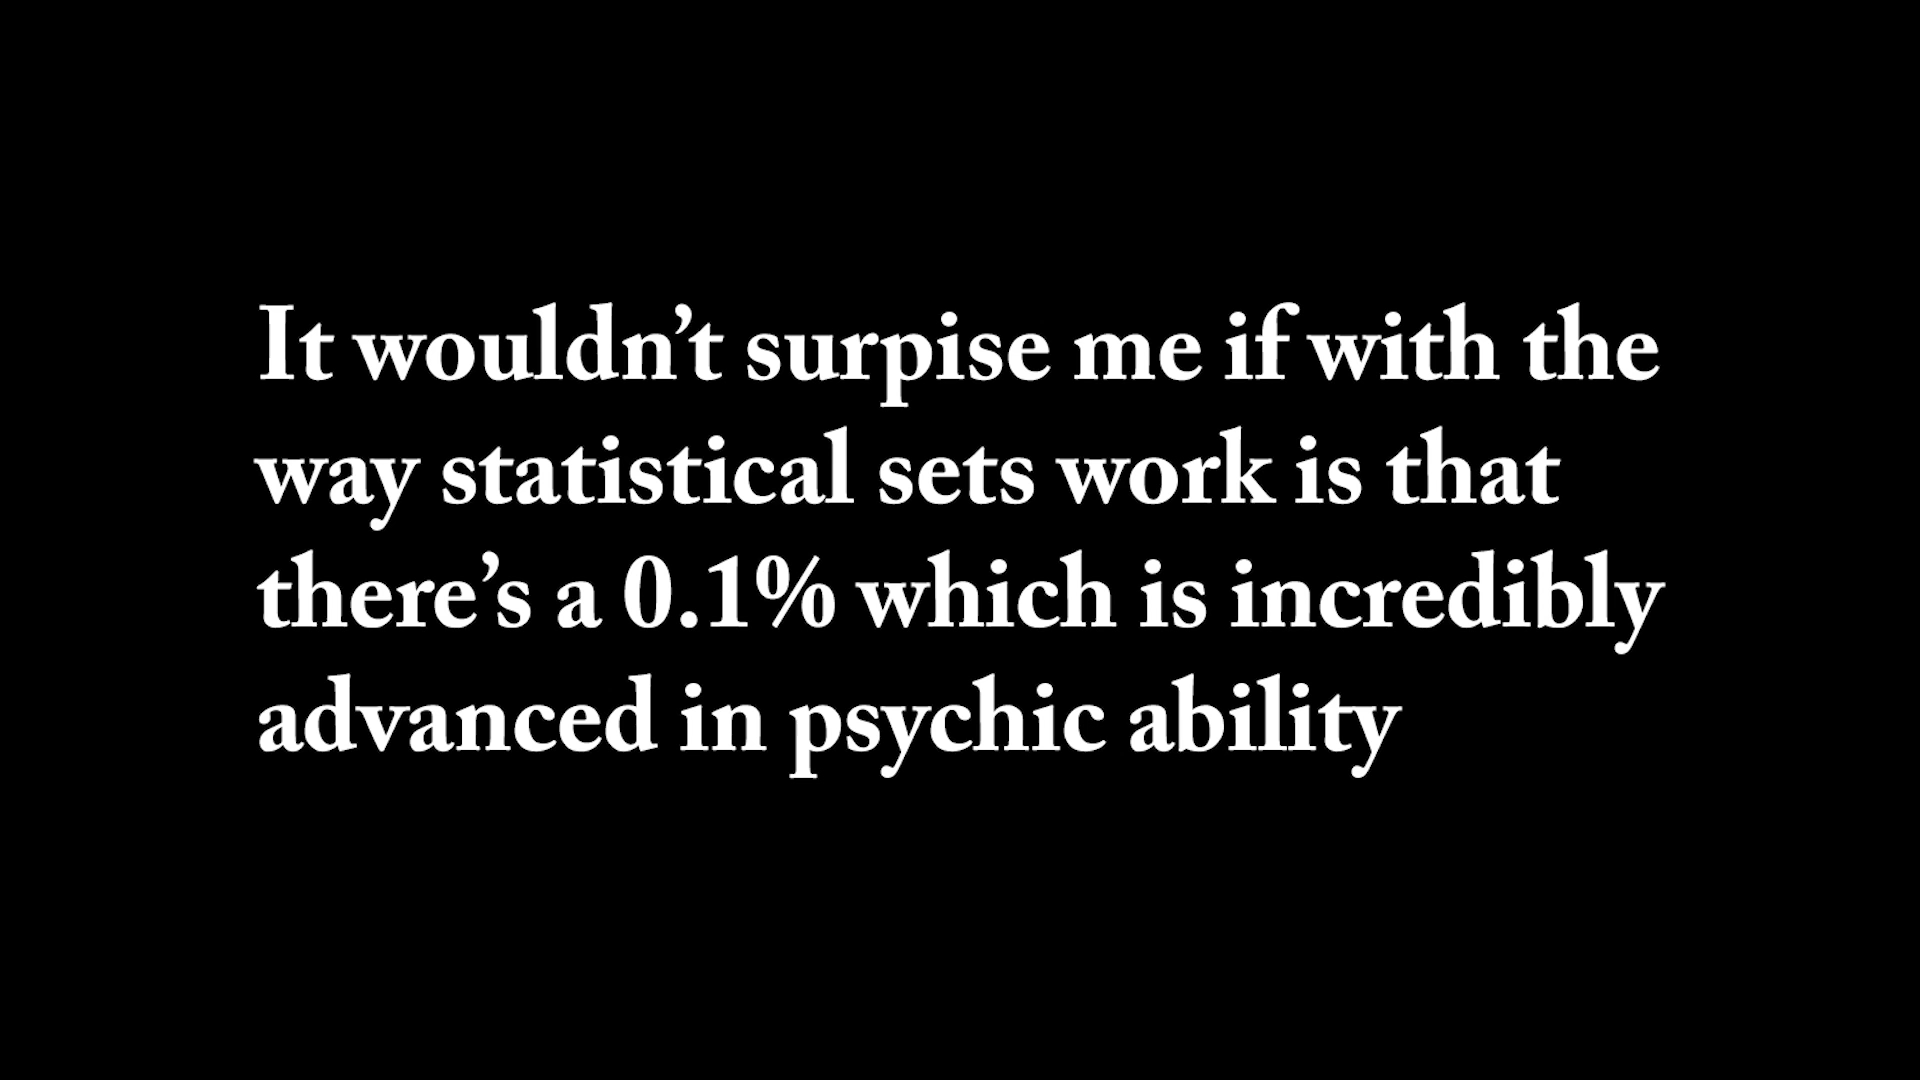 It wouldn’t surpise me if with the
way statistical sets work is that
there’s a 0.1% which is incredibly
advanced in psychic ability